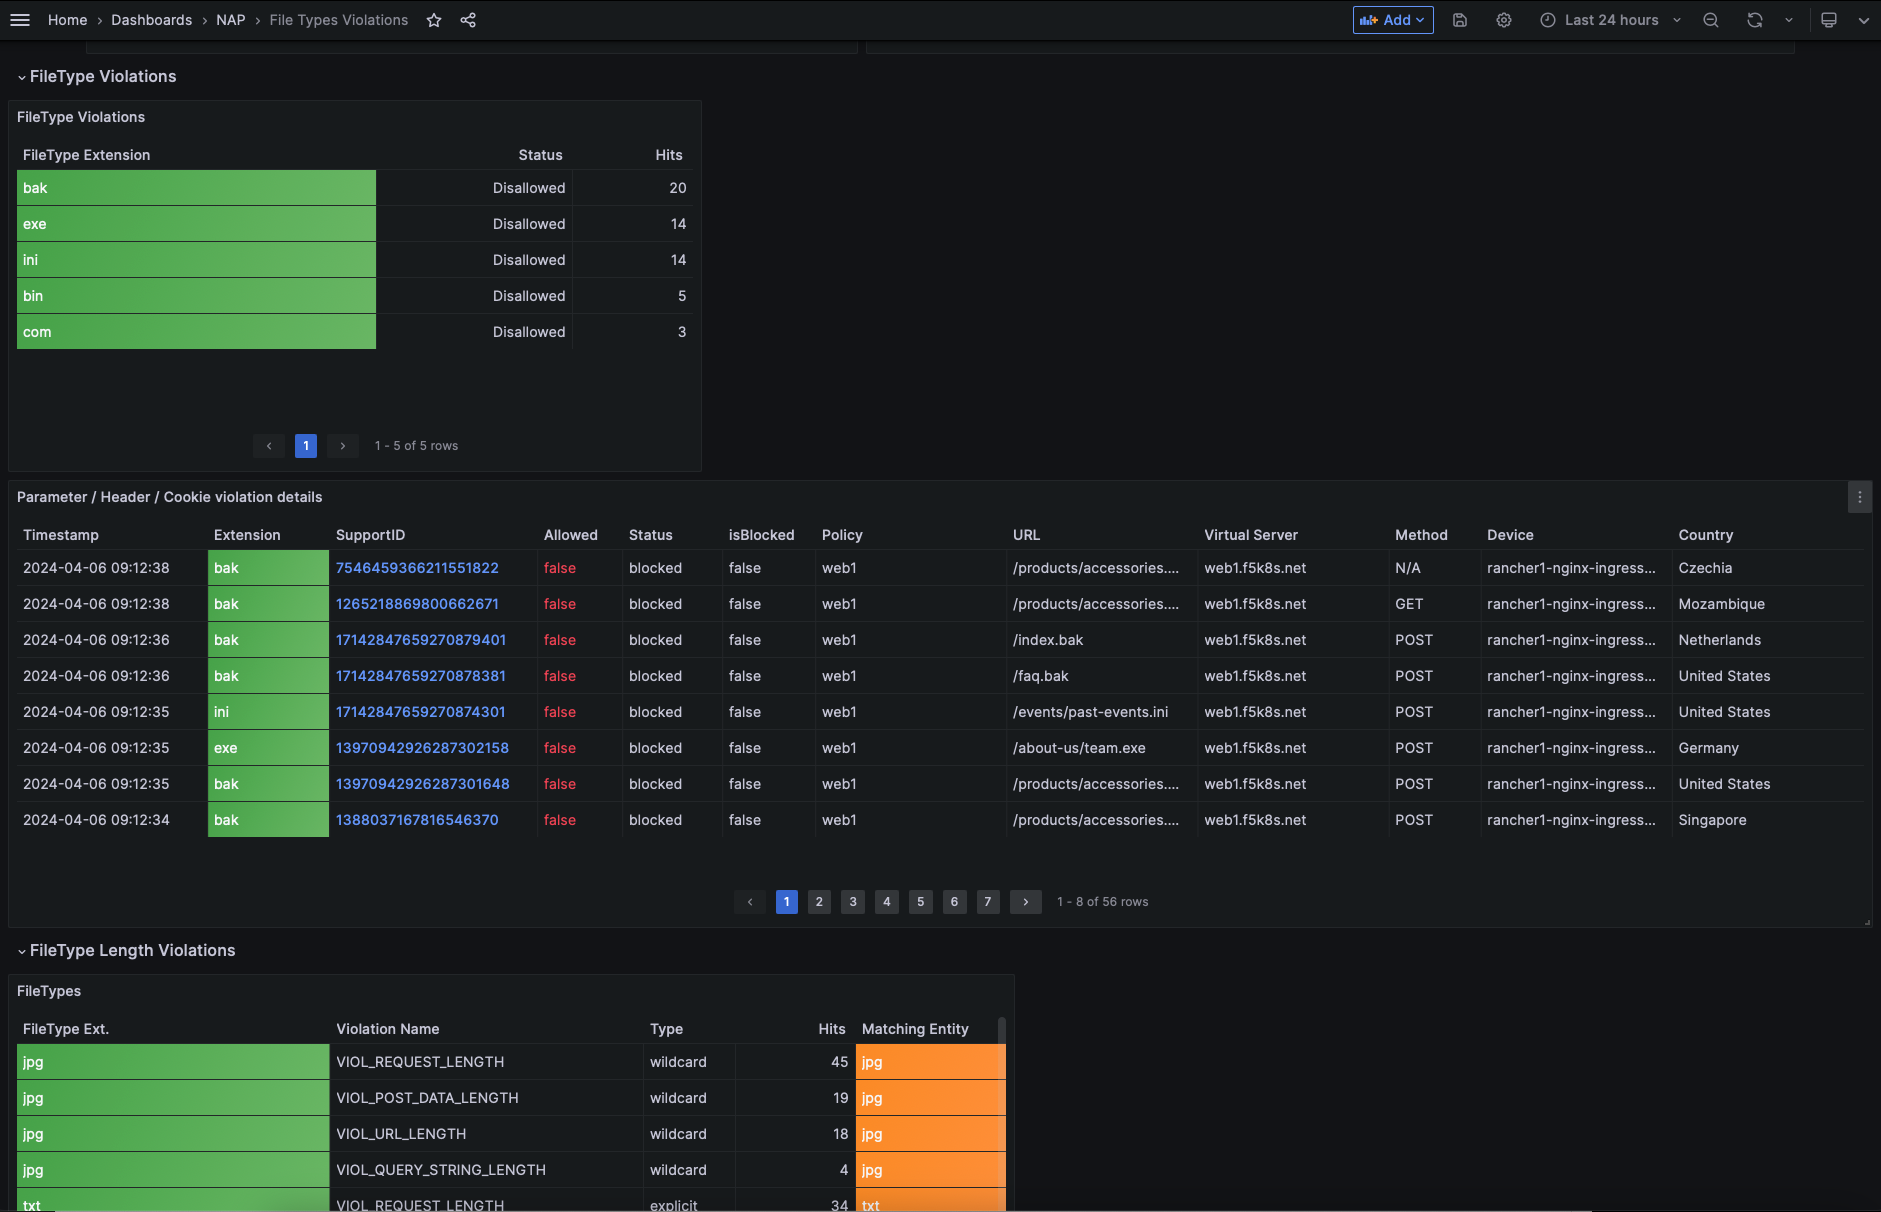 Home › Dashboards › NAP › File Types Violations Add Last 24 hours
FileType Violations
FileType Violations
FileType Extension Status Hits
bak Disallowed 20
exe Disallowed 14
ini Disallowed 14
bin Disallowed 5
com Disallowed 3
‹ 1 › 1 - 5 of 5 rows
Parameter / Header / Cookie violation details
Timestamp Extension SupportID Allowed Status isBlocked Policy URL Virtual Server Method Device Country
2024-04-06 09:12:38 bak 7546459366211551822 false blocked false web1 /products/accessories.... web1.f5k8s.net N/A rancher1-nginx-ingress... Czechia
2024-04-06 09:12:38 bak 1265218869800662671 false blocked false web1 /products/accessories.... web1.f5k8s.net GET rancher1-nginx-ingress... Mozambique
2024-04-06 09:12:36 bak 17142847659270879401 false blocked false web1 /index.bak web1.f5k8s.net POST rancher1-nginx-ingress... Netherlands
2024-04-06 09:12:36 bak 17142847659270878381 false blocked false web1 /faq.bak web1.f5k8s.net POST rancher1-nginx-ingress... United States
2024-04-06 09:12:35 ini 17142847659270874301 false blocked false web1 /events/past-events.ini web1.f5k8s.net POST rancher1-nginx-ingress... United States
2024-04-06 09:12:35 exe 13970942926287302158 false blocked false web1 /about-us/team.exe web1.f5k8s.net POST rancher1-nginx-ingress... Germany
2024-04-06 09:12:35 bak 13970942926287301648 false blocked false web1 /products/accessories.... web1.f5k8s.net POST rancher1-nginx-ingress... United States
2024-04-06 09:12:34 bak 1388037167816546370 false blocked false web1 /products/accessories.... web1.f5k8s.net POST rancher1-nginx-ingress... Singapore
‹ 1 2 3 4 5 6 7 › 1 - 8 of 56 rows
FileType Length Violations
FileTypes
FileType Ext. Violation Name Type Hits Matching Entity
jpg VIOL_REQUEST_LENGTH wildcard 45 jpg
jpg VIOL_POST_DATA_LENGTH wildcard 19 jpg
jpg VIOL_URL_LENGTH wildcard 18 jpg
jpg VIOL_QUERY_STRING_LENGTH wildcard 4 jpg
txt VIOL_REQUEST_LENGTH explicit 34 txt